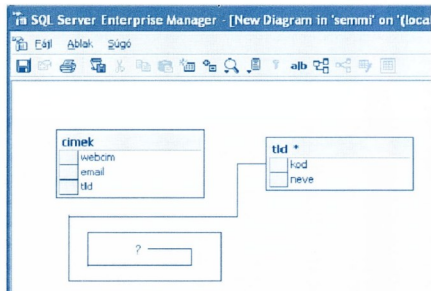 SQL Server Enterprise Manager - [New Diagram in 'semmi' on '(loca
Fájl Ablak Súgó
a|b
cimek
webcim
email
tld
tld *
kod
neve
?